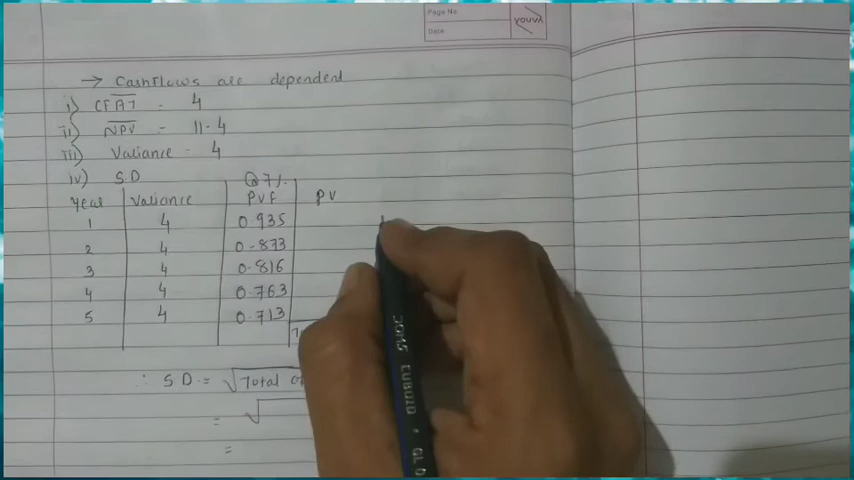 Page No
Date
youva
→ Cashflows are dependent
i) CFAT - 4
ii) NPV - 11.4
iii) Variance - 4
iv) S.D
@7%.
Year Variance PVF PV
1 4 0.935
2 4 0.873
3 4 0.816
4 4 0.763
5 4 0.713
∴ SD = √Total
= √
=